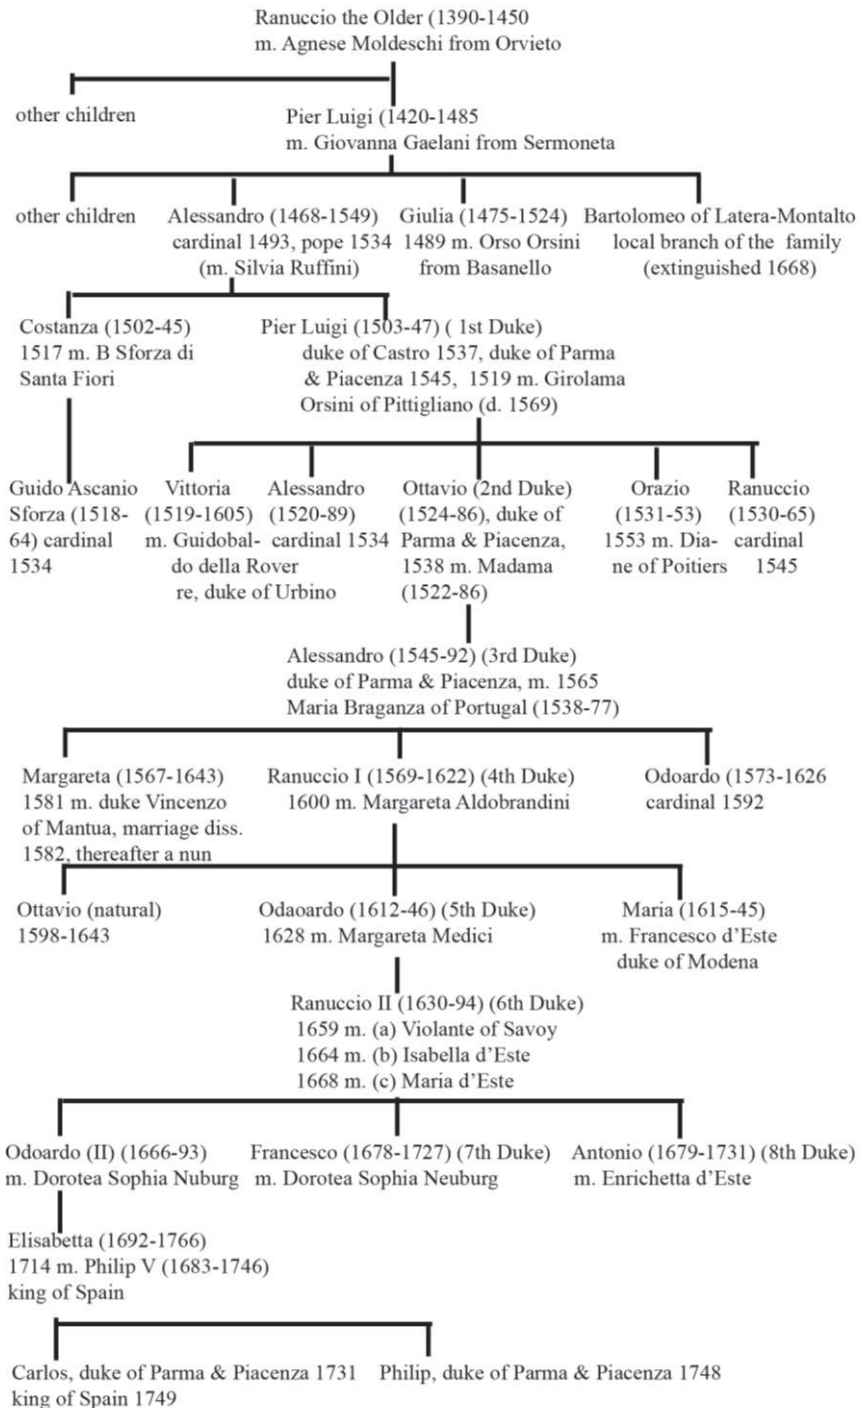 Ranuccio the Older (1390-1450
m. Agnese Moldeschi from Orvieto
other children
Pier Luigi (1420-1485
m. Giovanna Gaelani from Sermoneta
other children
Alessandro (1468-1549)
cardinal 1493, pope 1534
(m. Silvia Ruffini)
Giulia (1475-1524)
1489 m. Orso Orsini
from Basanello
Bartolomeo of Latera-Montalto
local branch of the family
(extinguished 1668)
Costanza (1502-45)
1517 m. B Sforza di
Santa Fiori
Pier Luigi (1503-47) ( 1st Duke)
duke of Castro 1537, duke of Parma
& Piacenza 1545, 1519 m. Girolama
Orsini of Pittigliano (d. 1569)
Guido Ascanio
Sforza (1518-
64) cardinal
1534
Vittoria
(1519-1605)
m. Guidobal-
do della Rover
re, duke of Urbino
Alessandro
(1520-89)
cardinal 1534
Ottavio (2nd Duke)
(1524-86), duke of
Parma & Piacenza,
1538 m. Madama
(1522-86)
Orazio
(1531-53)
1553 m. Dia-
ne of Poitiers
Ranuccio
(1530-65)
cardinal
1545
Alessandro (1545-92) (3rd Duke)
duke of Parma & Piacenza, m. 1565
Maria Braganza of Portugal (1538-77)
Margareta (1567-1643)
1581 m. duke Vincenzo
of Mantua, marriage diss.
1582, thereafter a nun
Ranuccio I (1569-1622) (4th Duke)
1600 m. Margareta Aldobrandini
Odoardo (1573-1626
cardinal 1592
Ottavio (natural)
1598-1643
Odaoardo (1612-46) (5th Duke)
1628 m. Margareta Medici
Maria (1615-45)
m. Francesco d’Este
duke of Modena
Ranuccio II (1630-94) (6th Duke)
1659 m. (a) Violante of Savoy
1664 m. (b) Isabella d’Este
1668 m. (c) Maria d’Este
Odoardo (II) (1666-93)
m. Dorotea Sophia Nuburg
Francesco (1678-1727) (7th Duke)
m. Dorotea Sophia Neuburg
Antonio (1679-1731) (8th Duke)
m. Enrichetta d’Este
Elisabetta (1692-1766)
1714 m. Philip V (1683-1746)
king of Spain
Carlos, duke of Parma & Piacenza 1731
king of Spain 1749
Philip, duke of Parma & Piacenza 1748